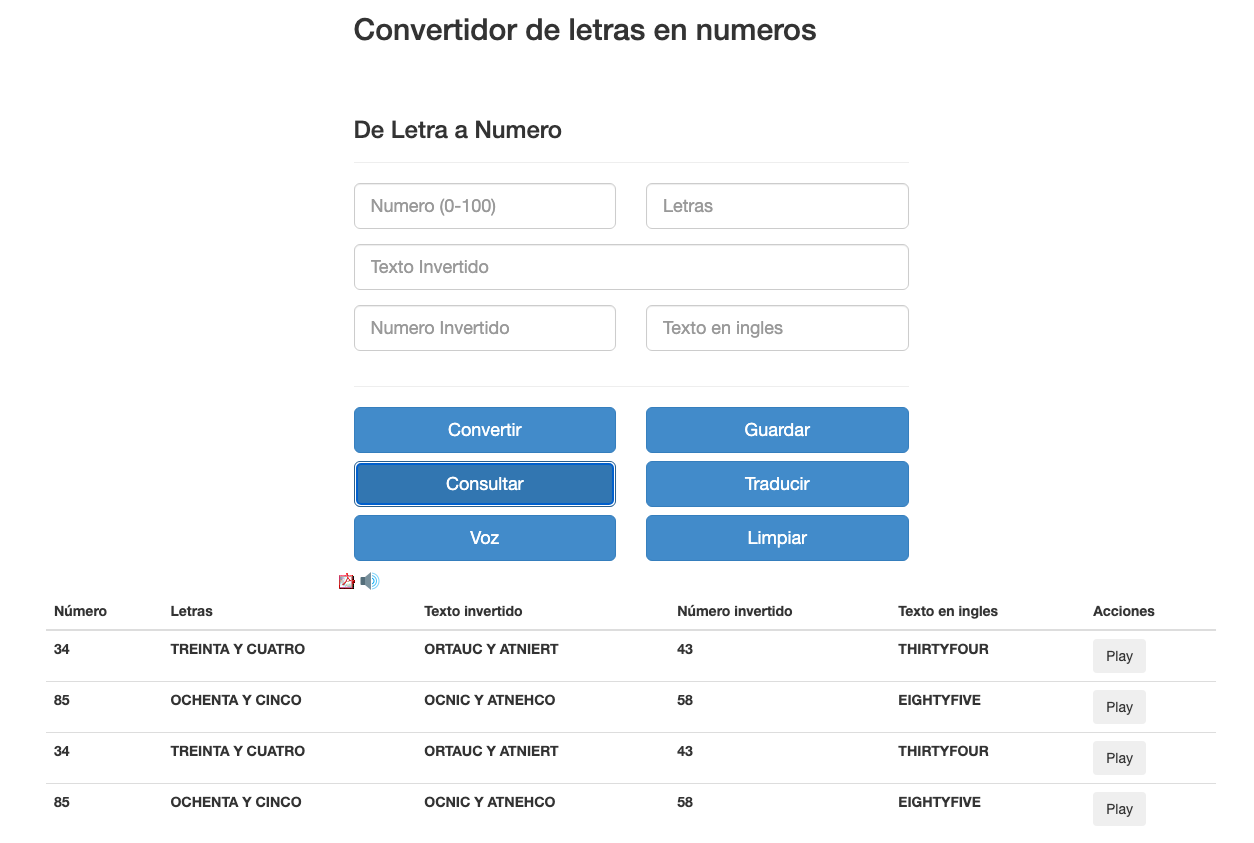 Convertidor de letras en numeros
De Letra a Numero
Numero (0-100) Letras
Texto Invertido
Numero Invertido Texto en ingles
Convertir Guardar
Consultar Traducir
Voz Limpiar
Número Letras Texto invertido Número invertido Texto en ingles Acciones
34 TREINTA Y CUATRO ORTAUC Y ATNIERT 43 THIRTYFOUR Play
85 OCHENTA Y CINCO OCNIC Y ATNEHCO 58 EIGHTYFIVE Play
34 TREINTA Y CUATRO ORTAUC Y ATNIERT 43 THIRTYFOUR Play
85 OCHENTA Y CINCO OCNIC Y ATNEHCO 58 EIGHTYFIVE Play